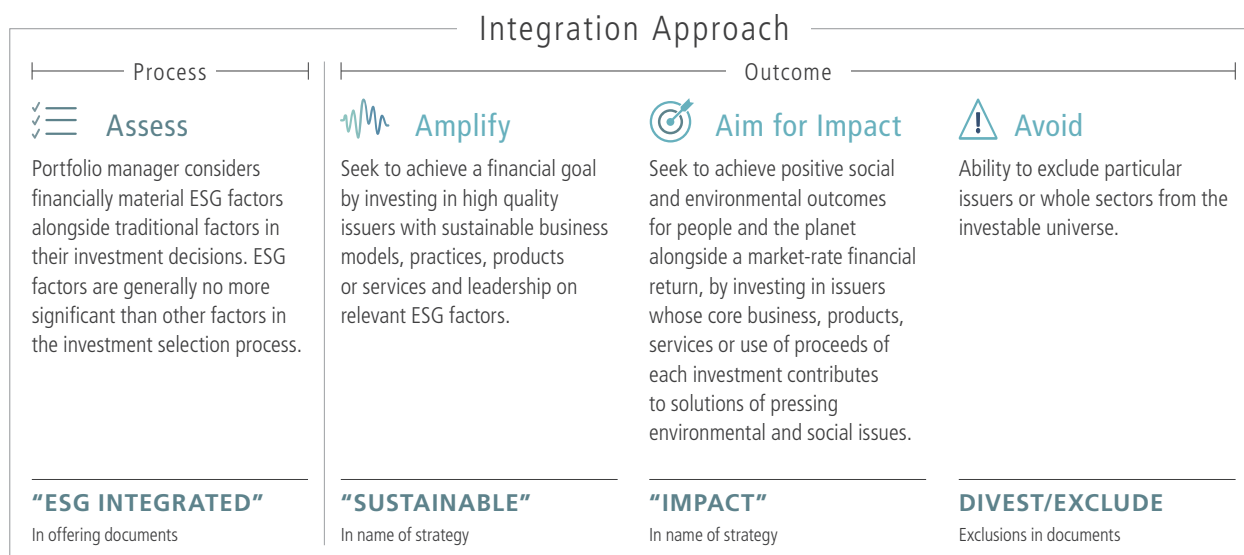 Integration Approach
Process
Outcome
Assess
Portfolio manager considers
financially material ESG factors
alongside traditional factors in
their investment decisions. ESG
factors are generally no more
significant than other factors in
the investment selection process.
“ESG INTEGRATED”
In offering documents
Amplify
Seek to achieve a financial goal
by investing in high quality
issuers with sustainable business
models, practices, products
or services and leadership on
relevant ESG factors.
“SUSTAINABLE”
In name of strategy
Aim for Impact
Seek to achieve positive social
and environmental outcomes
for people and the planet
alongside a market-rate financial
return, by investing in issuers
whose core business, products,
services or use of proceeds of
each investment contributes
to solutions of pressing
environmental and social issues.
“IMPACT”
In name of strategy
Avoid
Ability to exclude particular
issuers or whole sectors from the
investable universe.
DIVEST/EXCLUDE
Exclusions in documents